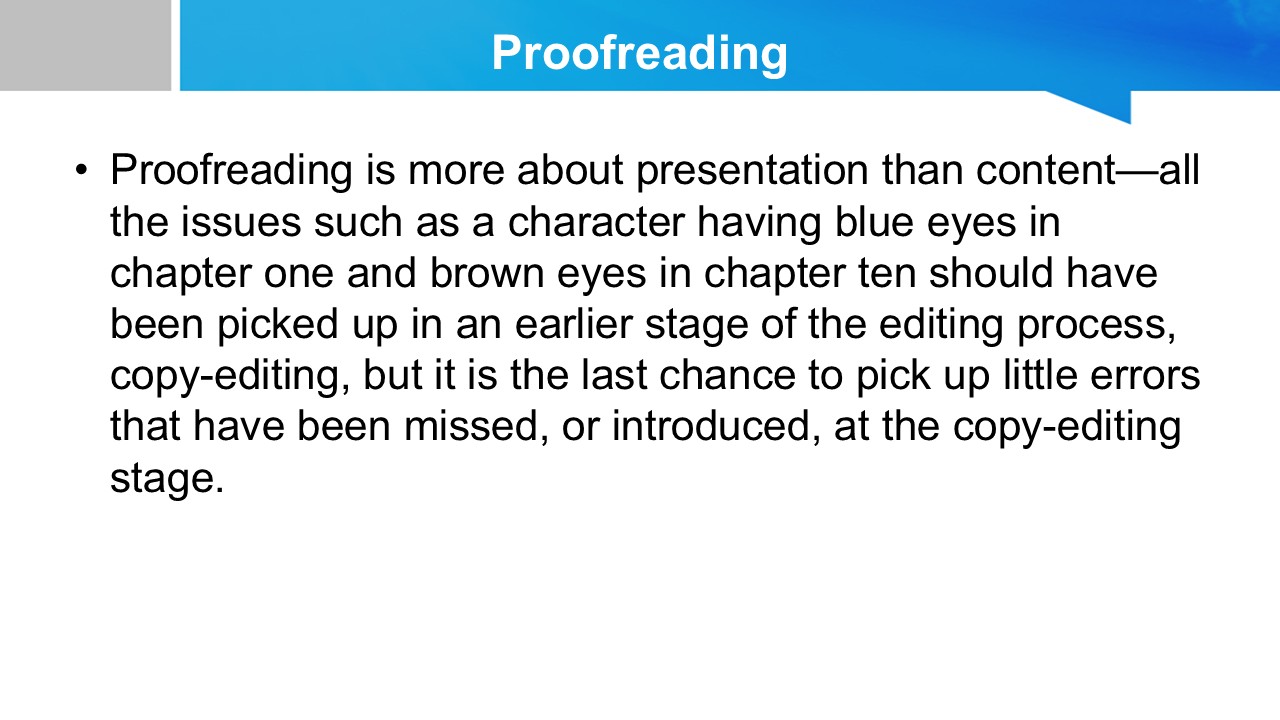 Proofreading
• Proofreading is more about presentation than content—all
the issues such as a character having blue eyes in
chapter one and brown eyes in chapter ten should have
been picked up in an earlier stage of the editing process,
copy-editing, but it is the last chance to pick up little errors
that have been missed, or introduced, at the copy-editing
stage.